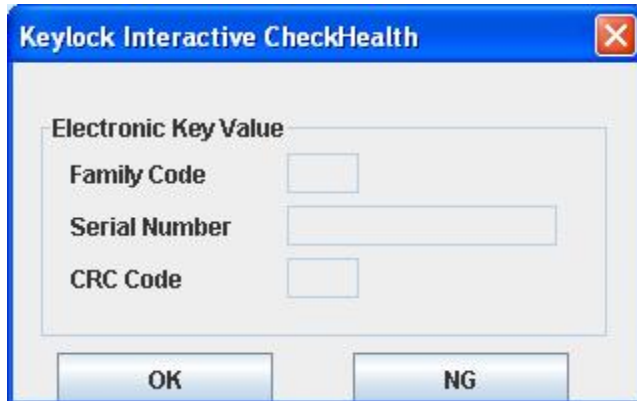 Keylock Interactive CheckHealth
Electronic Key Value
Family Code
Serial Number
CRC Code
OK NG